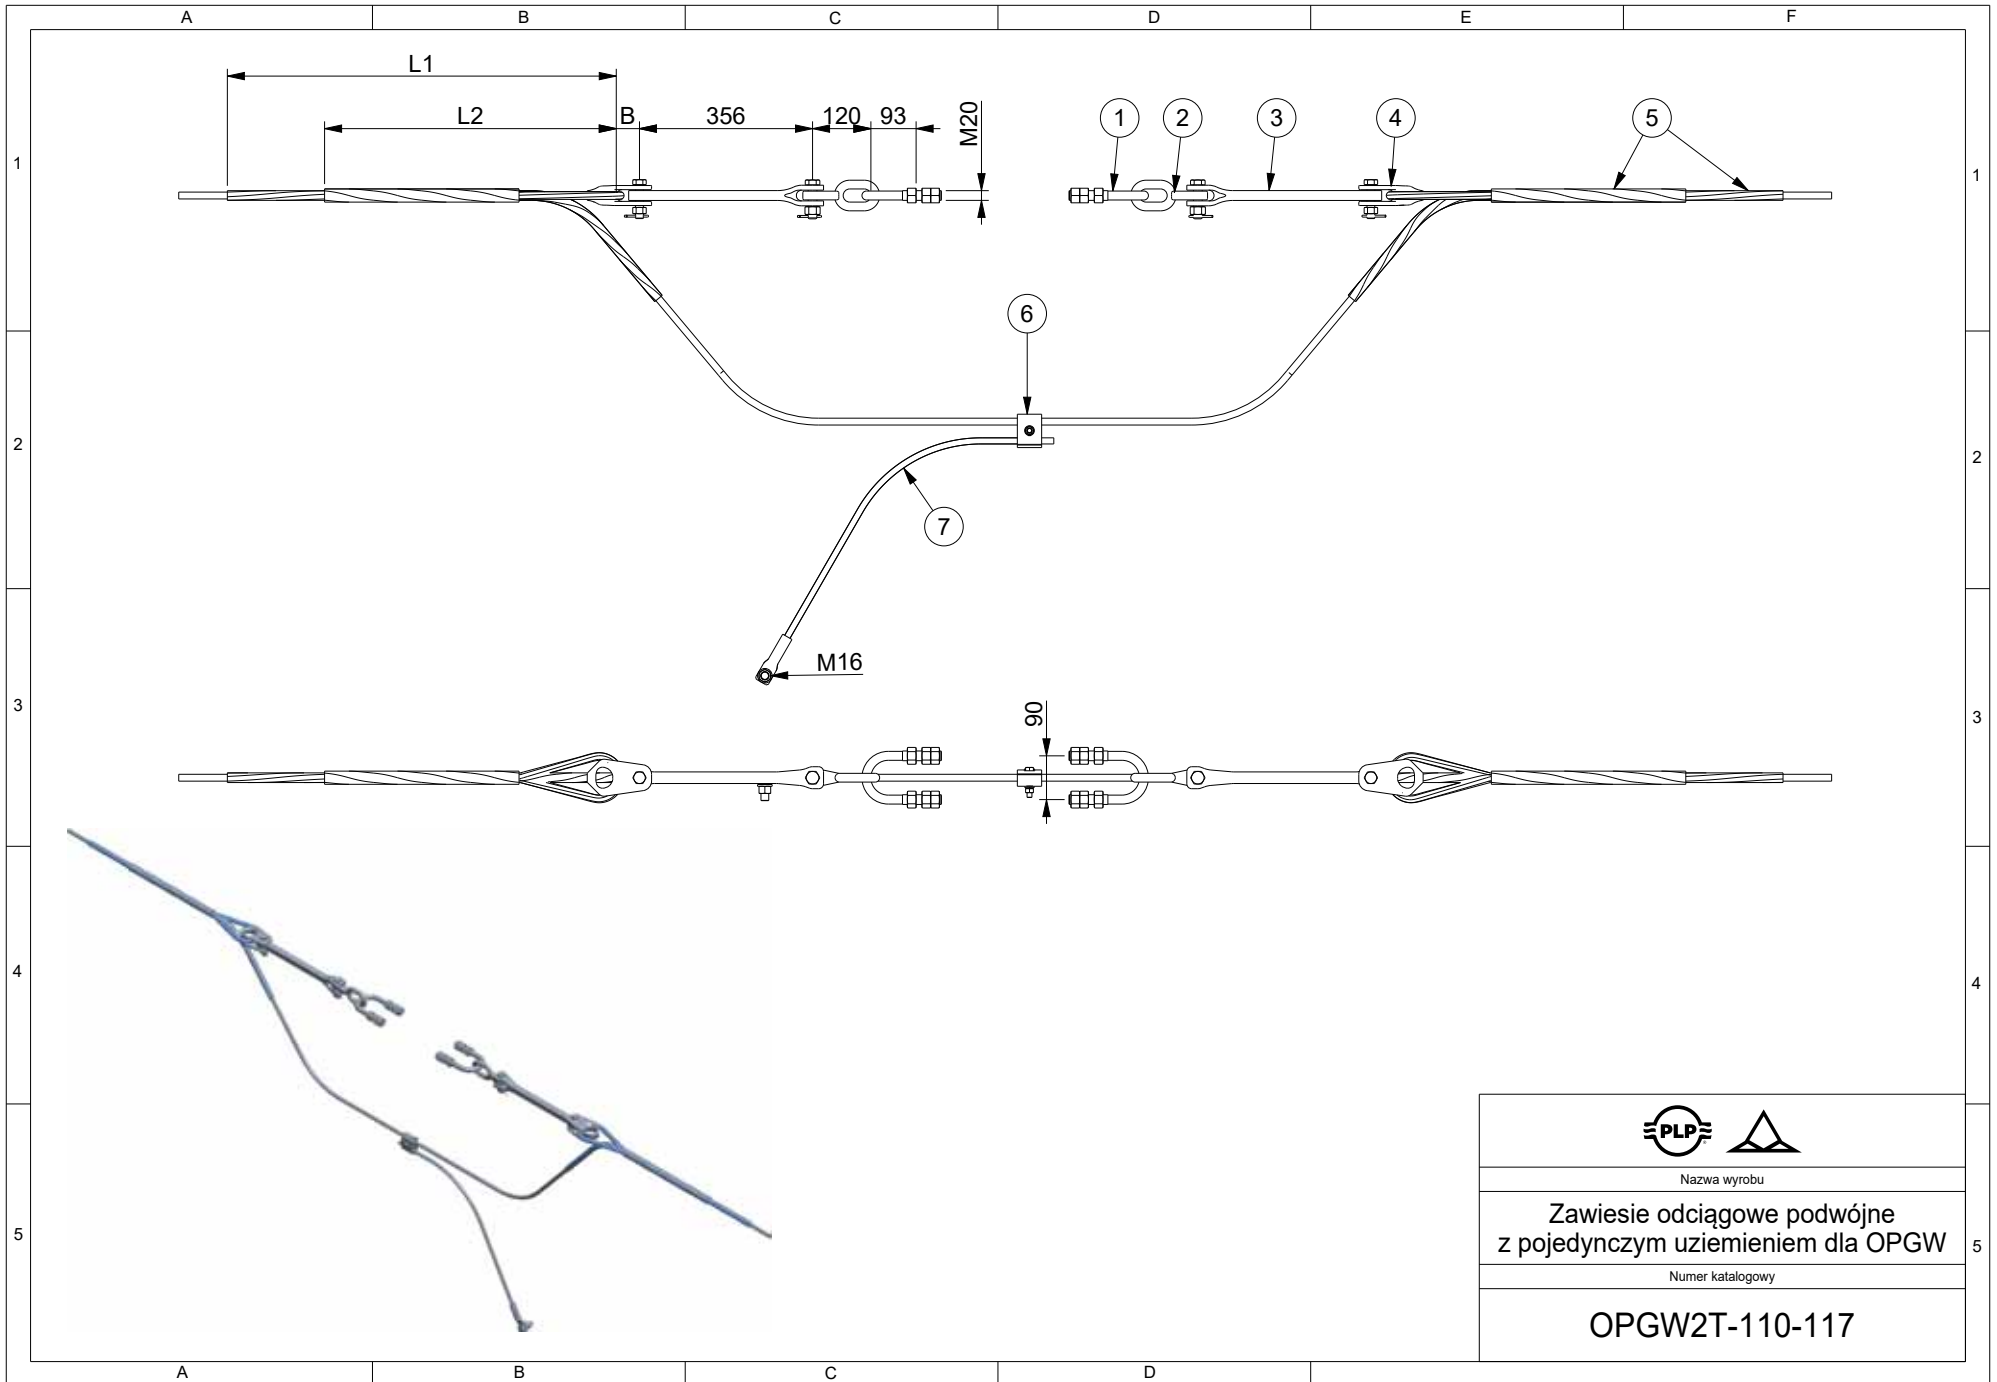 A B C D E F
L1
L2 B 356 120 93 M20
1 2 3 4 5
1 1
6
2 2
7
M16
3 3
90
4 4
PLP
Nazwa wyrobu
Zawiesie odciągowe podwójne
z pojedynczym uziemieniem dla OPGW
5 5
Numer katalogowy
OPGW2T-110-117
A B C D